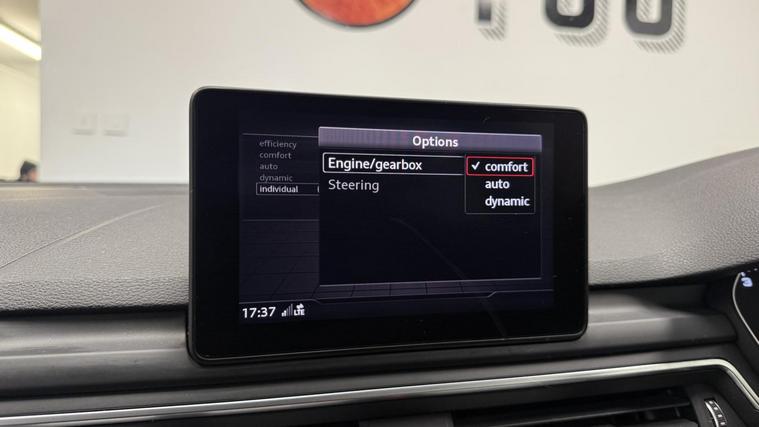 Options
efficiency
comfort
auto
dynamic
individual
Engine/gearbox
Steering
comfort
auto
dynamic
17:37
LTE